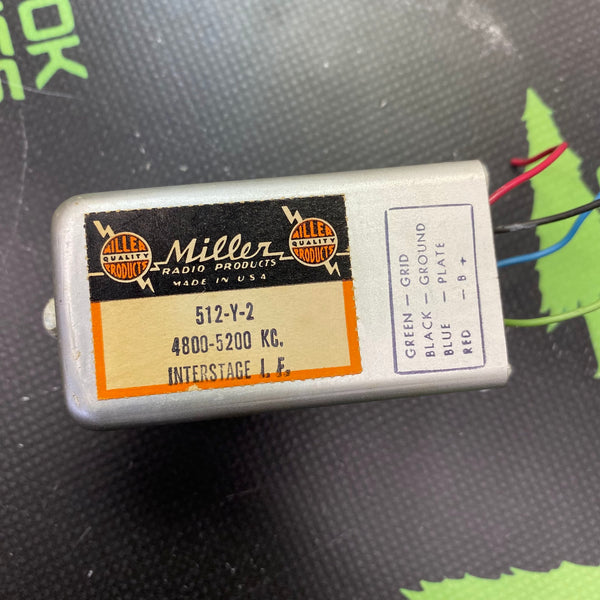 OK
MILLER
QUALITY
PRODUCTS
Miller
RADIO PRODUCTS
MADE IN U S A
MILLER
QUALITY
PRODUCTS
512-Y-2
4800-5200 KC.
INTERSTAGE I. F.
GREEN — GRID
BLACK — GROUND
BLUE — PLATE
RED — B +